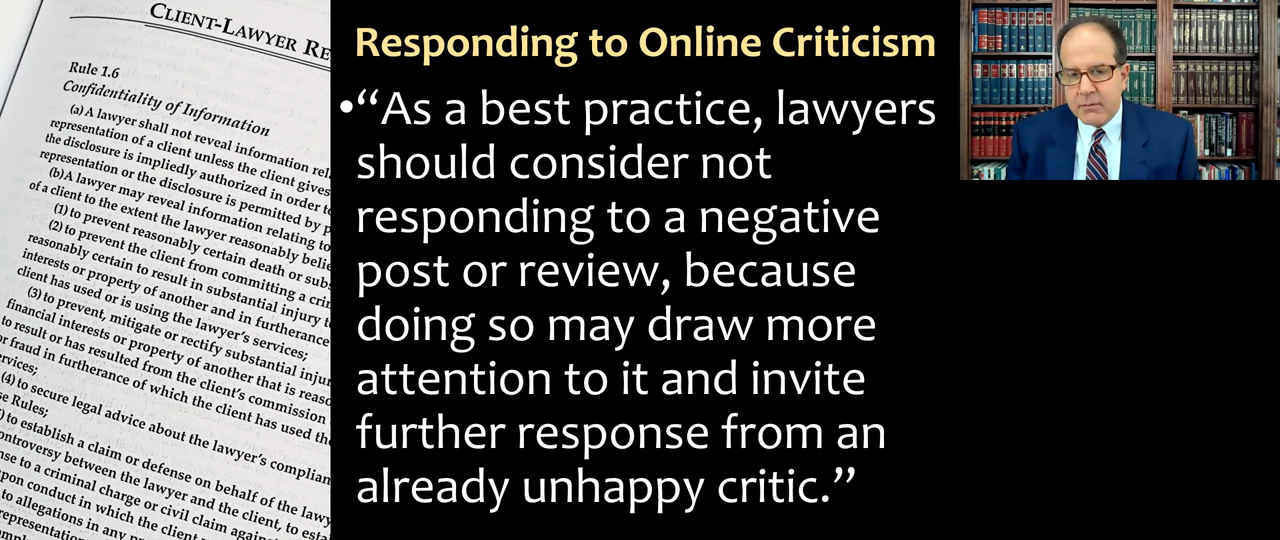 CLIENT-LAWYER RE
Rule 1.6
Confidentiality of Information
(a) A lawyer shall not reveal information rel
representation of a client unless the client gives
the disclosure is impliedly authorized in order to
representation or the disclosure is permitted by p
(b) A lawyer may reveal information relating to
of a client to the extent the lawyer reasonably belie
(1) to prevent reasonably certain death or subs
(2) to prevent the client from committing a crim
reasonably certain to result in substantial injury t
interests or property of another and in furtherance
client has used or is using the lawyer's services;
(3) to prevent, mitigate or rectify substantial injur
financial interests or property of another that is reaso
to result or has resulted from the client's commission
or fraud in furtherance of which the client has used th
ervices;
(4) to secure legal advice about the lawyer's complian
se Rules;
) to establish a claim or defense on behalf of the lawy
ontroversy between the lawyer and the client, to esta
nse to a criminal charge or civil claim agains
pon conduct in which the client
to allegations in any pr
representation
Responding to Online Criticism
•“As a best practice, lawyers
should consider not
responding to a negative
post or review, because
doing so may draw more
attention to it and invite
further response from an
already unhappy critic.”